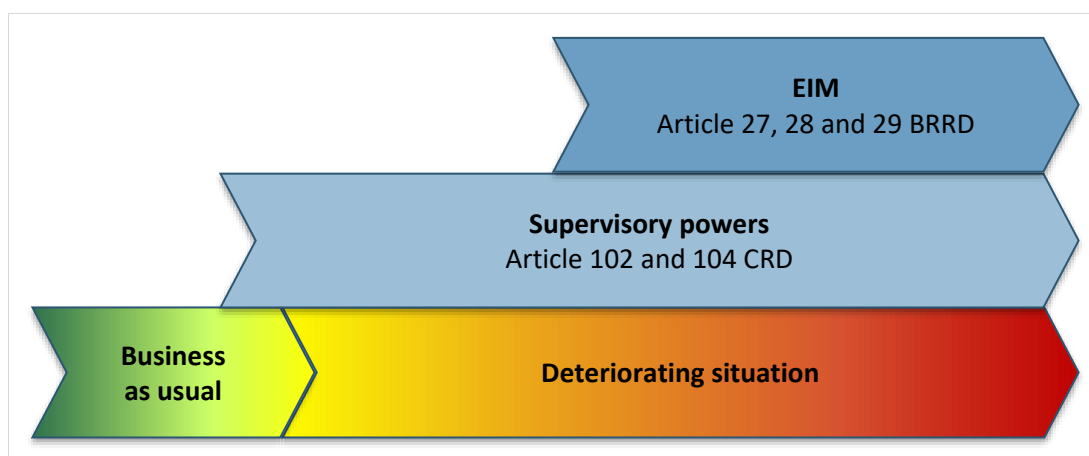 EIM
Article 27, 28 and 29 BRRD
Supervisory powers
Article 102 and 104 CRD
Business
as usual
Deteriorating situation